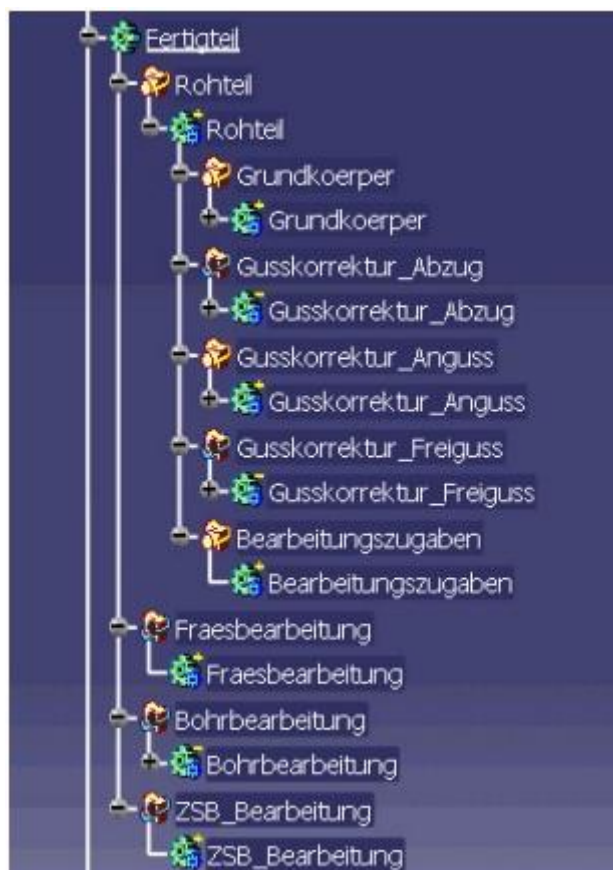 Fertigteil
Rohteil
Rohteil
Grundkoerper
Grundkoerper
Gusskorrektur_Abzug
Gusskorrektur_Abzug
Gusskorrektur_Anguss
Gusskorrektur_Anguss
Gusskorrektur_Freiguss
Gusskorrektur_Freiguss
Bearbeitungszugaben
Bearbeitungszugaben
Fraesbearbeitung
Fraesbearbeitung
Bohrbearbeitung
Bohrbearbeitung
ZSB_Bearbeitung
ZSB_Bearbeitung